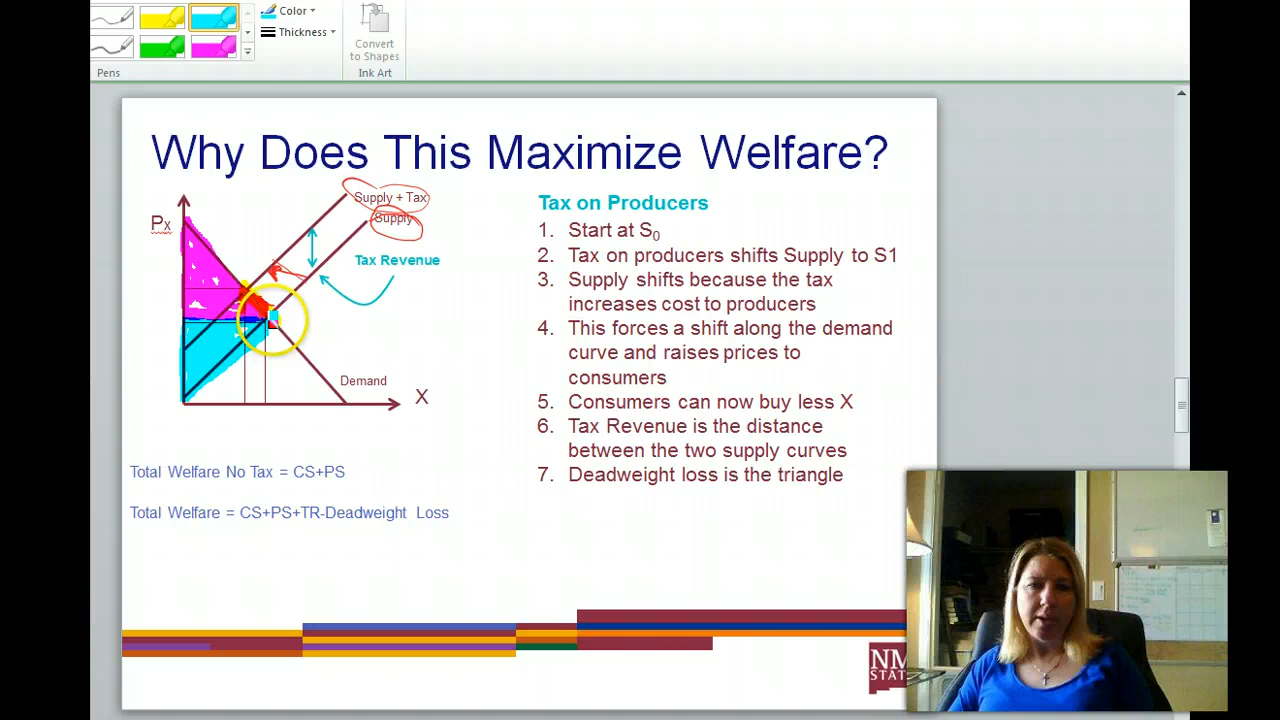 Color
Thickness
Convert
to Shapes
Pens
Ink Art
Why Does This Maximize Welfare?
Px
Supply + Tax
Supply
Tax Revenue
Demand
X
Total Welfare No Tax = CS+PS
Total Welfare = CS+PS+TR-Deadweight Loss
Tax on Producers
1. Start at S0
2. Tax on producers shifts Supply to S1
3. Supply shifts because the tax
increases cost to producers
4. This forces a shift along the demand
curve and raises prices to
consumers
5. Consumers can now buy less X
6. Tax Revenue is the distance
between the two supply curves
7. Deadweight loss is the triangle
NM
STATE